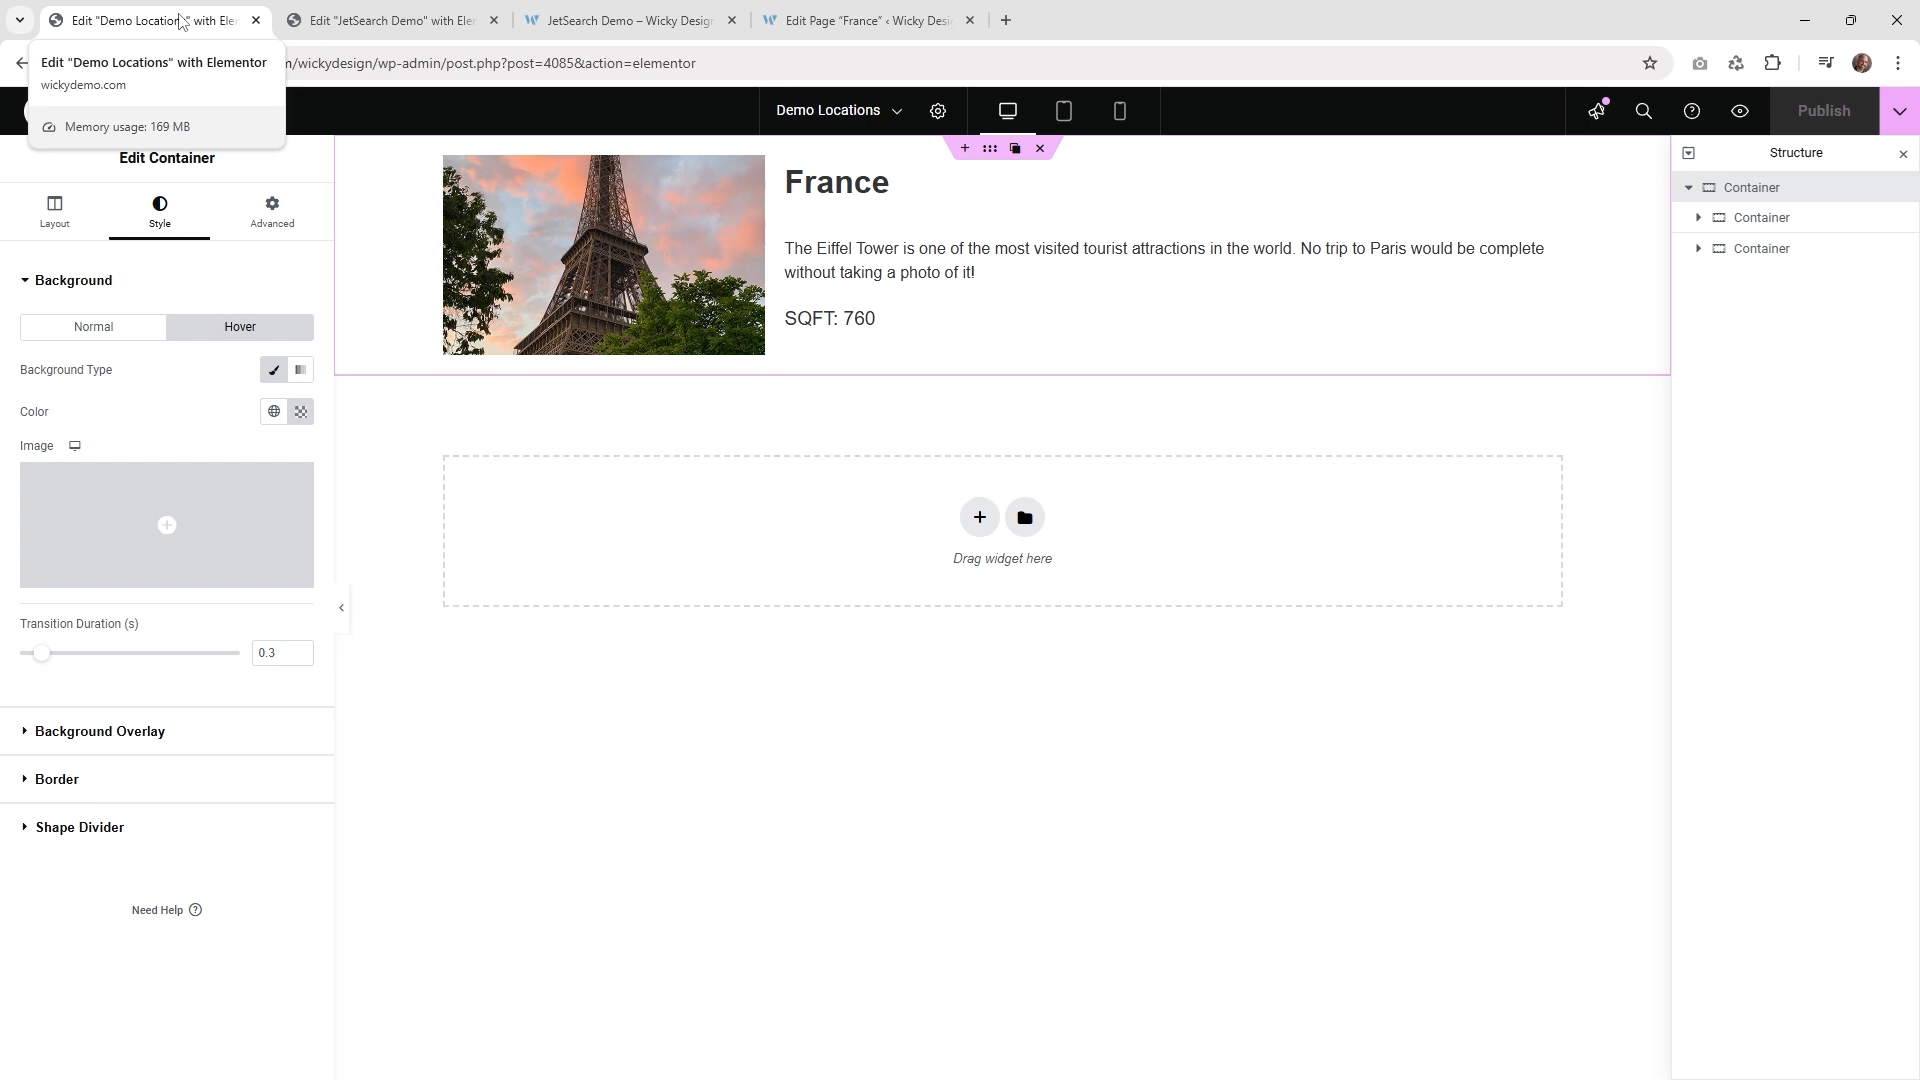 Edit "Demo Location with Ele
Edit "JetSearch Demo" with Ele
JetSearch Demo – Wicky Desig
Edit Page “France” ‹ Wicky Desi
Edit "Demo Locations" with Elementor
wickydemo.com
Memory usage: 169 MB
/wickydesign/wp-admin/post.php?post=4085&action=elementor
Demo Locations
Publish
Edit Container
Layout
Style
Advanced
Background
Normal
Hover
Background Type
Color
Image
Transition Duration (s)
0.3
Background Overlay
Border
Shape Divider
Need Help
France
The Eiffel Tower is one of the most visited tourist attractions in the world. No trip to Paris would be complete
without taking a photo of it!
SQFT: 760
Drag widget here
Structure
Container
Container
Container